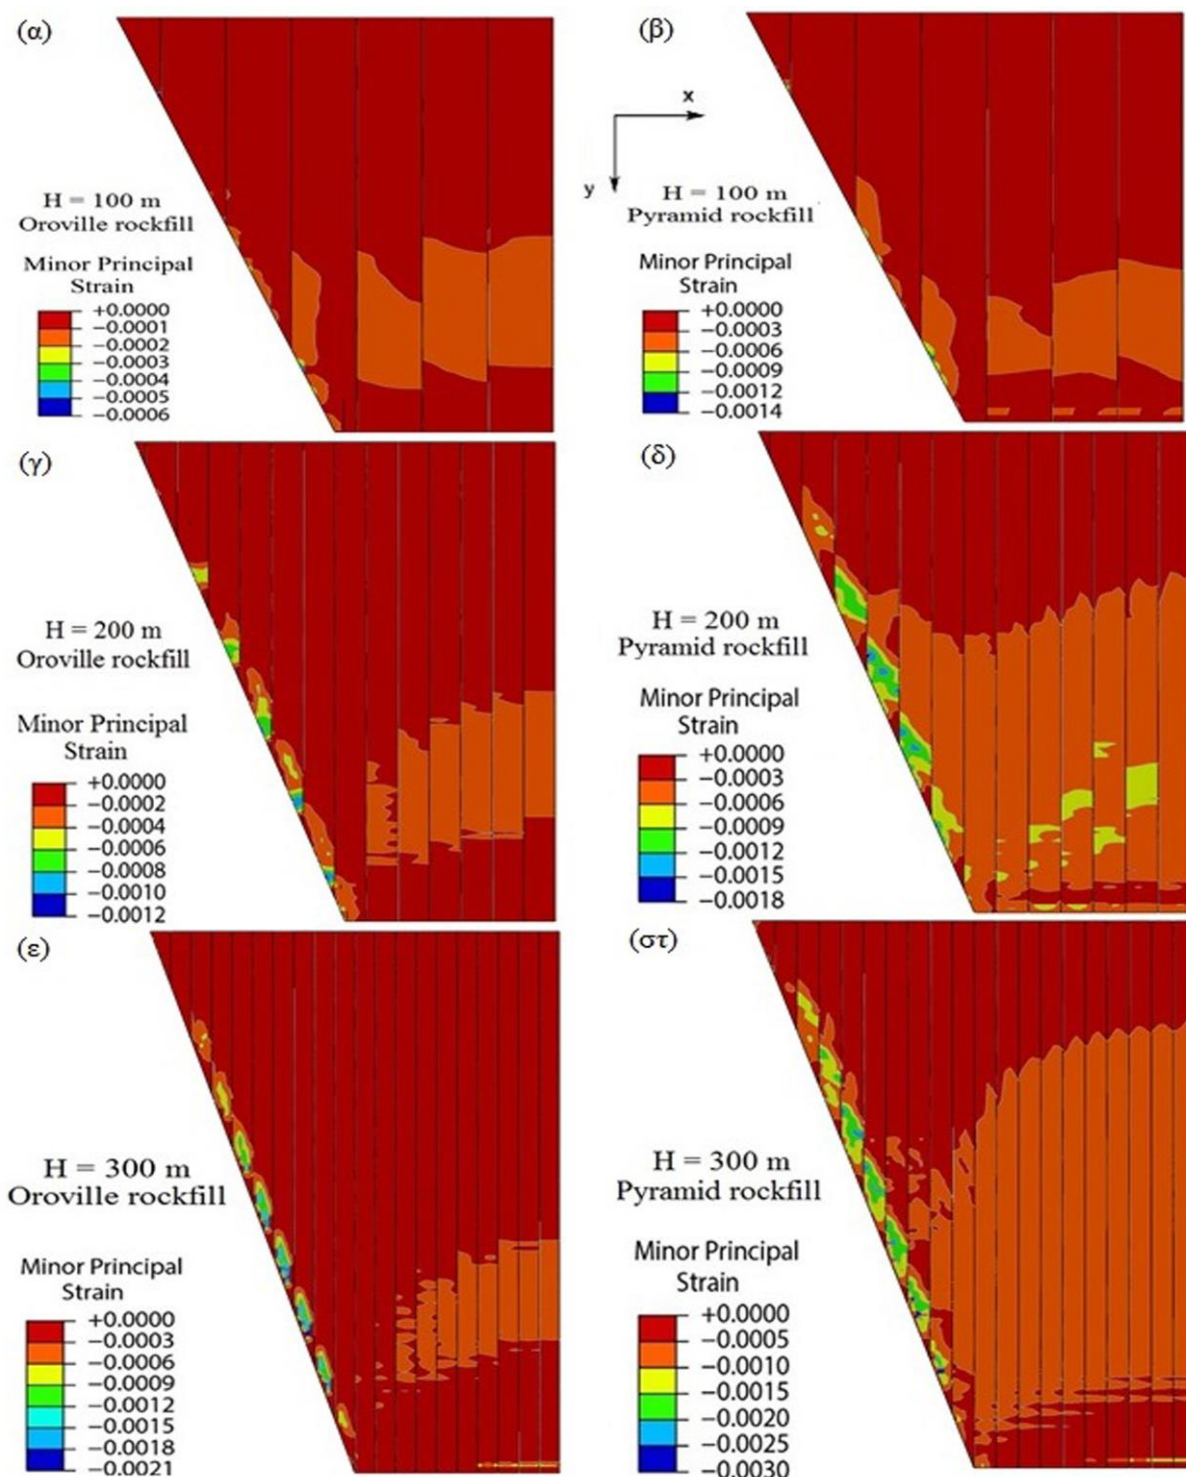 (α)
H = 100 m
Oroville rockfill
Minor Principal
Strain
+0.0000
−0.0001
−0.0002
−0.0003
−0.0004
−0.0005
−0.0006
(β)
x
y
H = 100 m
Pyramid rockfill
Minor Principal
Strain
+0.0000
−0.0003
−0.0006
−0.0009
−0.0012
−0.0014
(γ)
H = 200 m
Oroville rockfill
Minor Principal
Strain
+0.0000
−0.0002
−0.0004
−0.0006
−0.0008
−0.0010
−0.0012
(δ)
H = 200 m
Pyramid rockfill
Minor Principal
Strain
+0.0000
−0.0003
−0.0006
−0.0009
−0.0012
−0.0015
−0.0018
(ε)
H = 300 m
Oroville rockfill
Minor Principal
Strain
+0.0000
−0.0003
−0.0006
−0.0009
−0.0012
−0.0015
−0.0018
−0.0021
(στ)
H = 300 m
Pyramid rockfill
Minor Principal
Strain
+0.0000
−0.0005
−0.0010
−0.0015
−0.0020
−0.0025
−0.0030